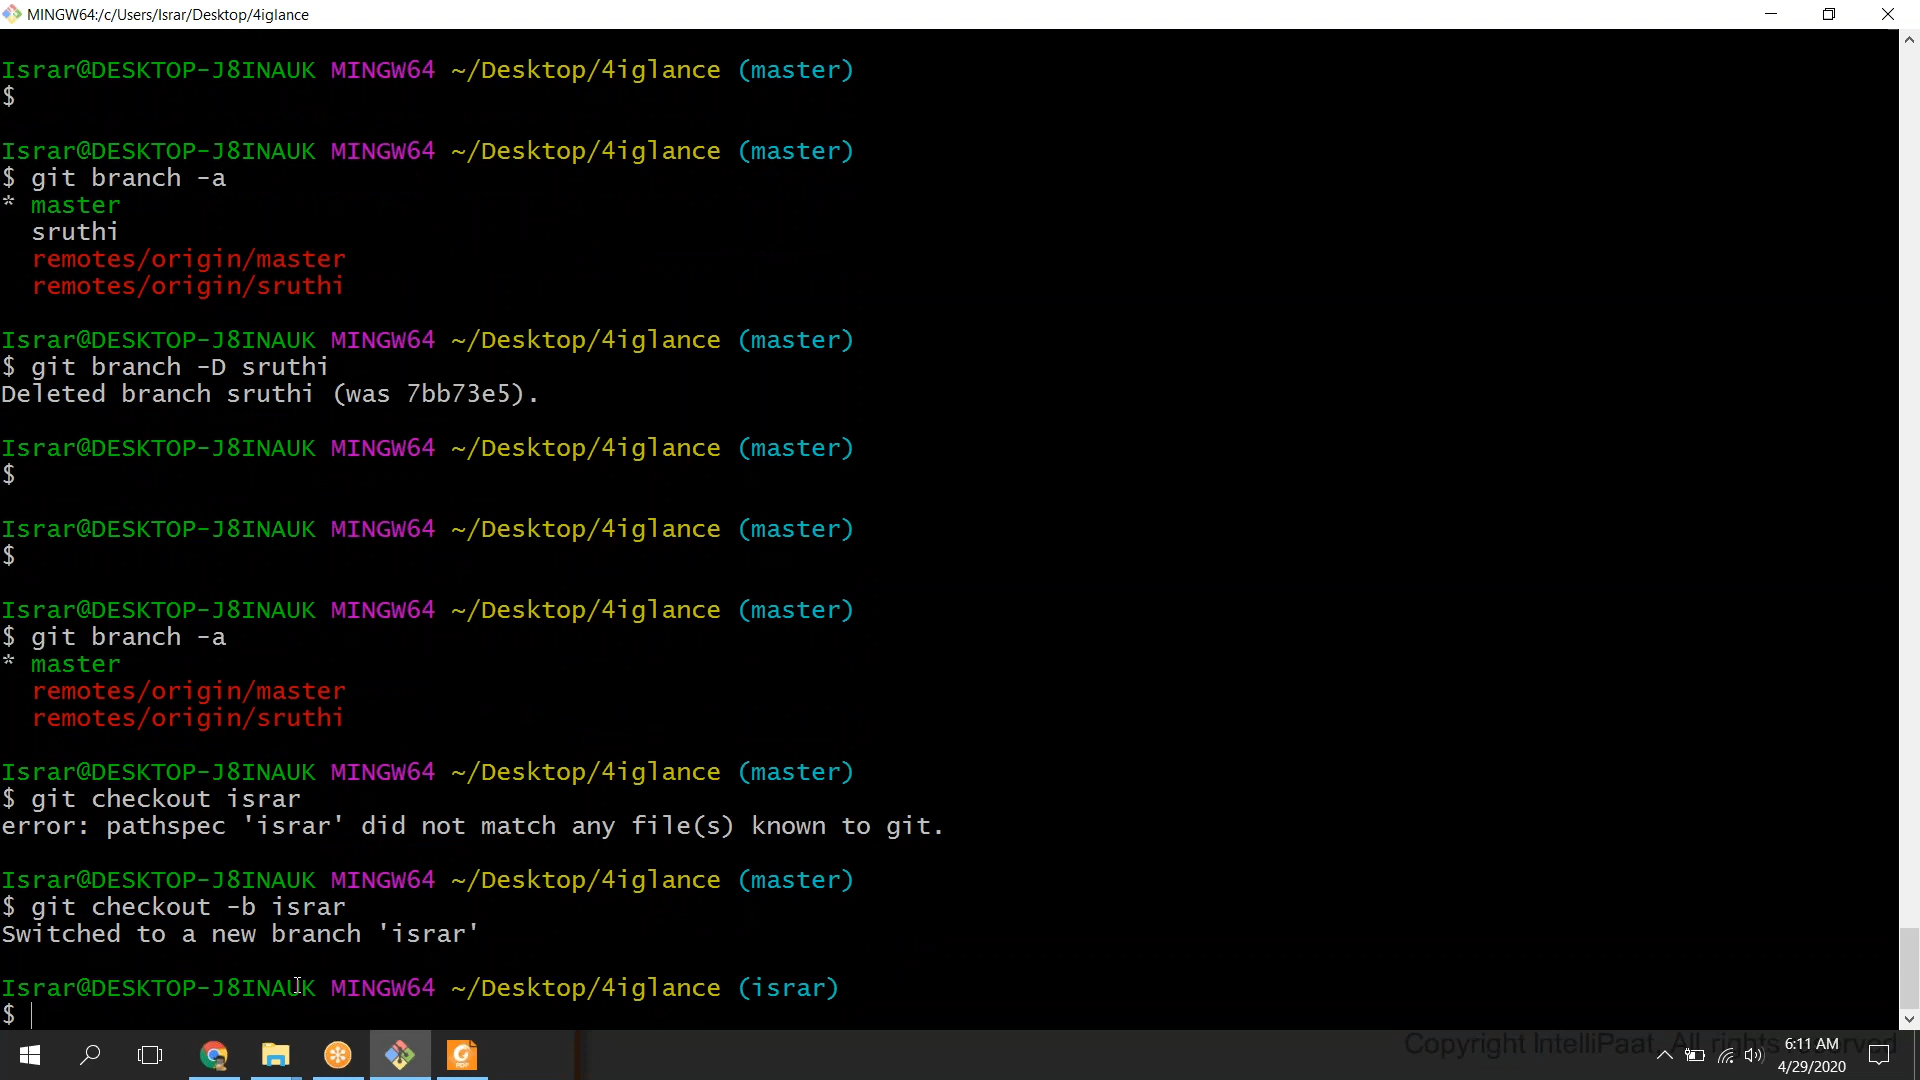 MINGW64:/c/Users/Israr/Desktop/4iglance
Israr@DESKTOP-J8INAUK MINGW64 ~/Desktop/4iglance (master)
$
Israr@DESKTOP-J8INAUK MINGW64 ~/Desktop/4iglance (master)
$ git branch -a
* master
  sruthi
  remotes/origin/master
  remotes/origin/sruthi
Israr@DESKTOP-J8INAUK MINGW64 ~/Desktop/4iglance (master)
$ git branch -D sruthi
Deleted branch sruthi (was 7bb73e5).
Israr@DESKTOP-J8INAUK MINGW64 ~/Desktop/4iglance (master)
$
Israr@DESKTOP-J8INAUK MINGW64 ~/Desktop/4iglance (master)
$
Israr@DESKTOP-J8INAUK MINGW64 ~/Desktop/4iglance (master)
$ git branch -a
* master
  remotes/origin/master
  remotes/origin/sruthi
Israr@DESKTOP-J8INAUK MINGW64 ~/Desktop/4iglance (master)
$ git checkout israr
error: pathspec 'israr' did not match any file(s) known to git.
Israr@DESKTOP-J8INAUK MINGW64 ~/Desktop/4iglance (master)
$ git checkout -b israr
Switched to a new branch 'israr'
Israr@DESKTOP-J8INAUK MINGW64 ~/Desktop/4iglance (israr)
$
Copyright IntelliPaat. All rights reserved
6:11 AM
4/29/2020